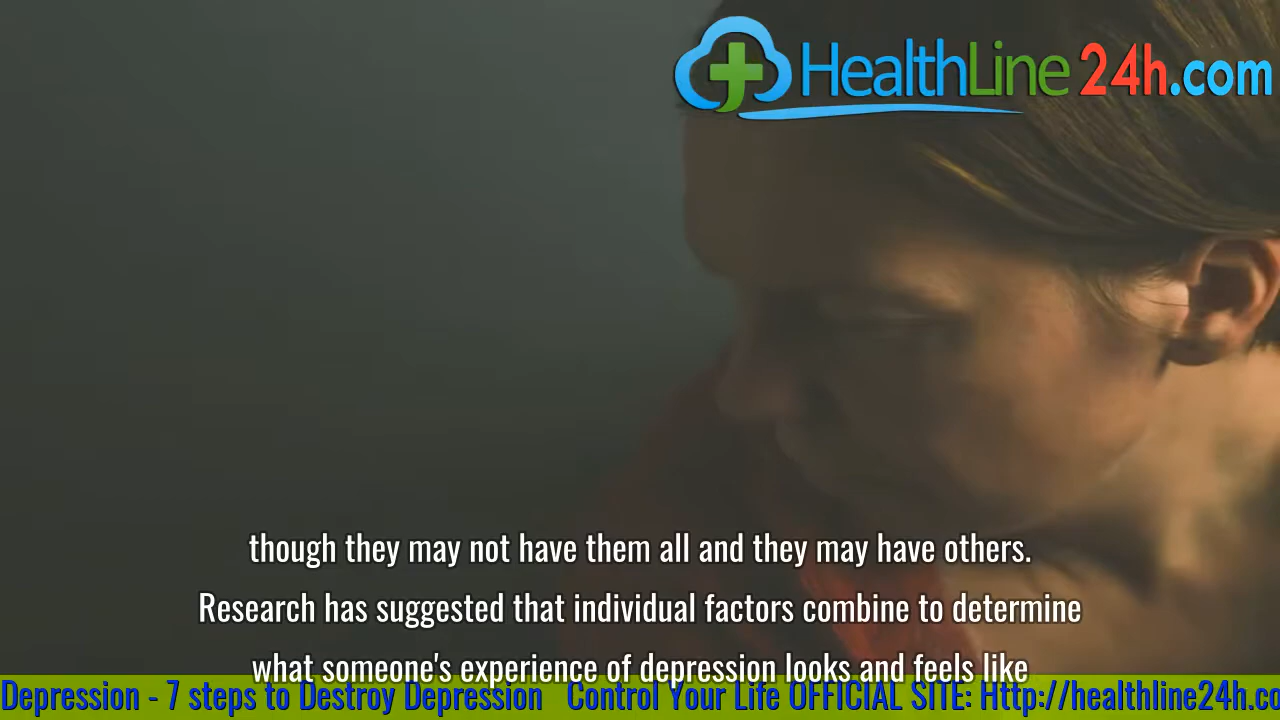 HealthLine24h.com
though they may not have them all and they may have others.
Research has suggested that individual factors combine to determine
what someone's experience of depression looks and feels like
Depression - 7 steps to Destroy Depression Control Your Life OFFICIAL SITE: Http://healthline24h.co